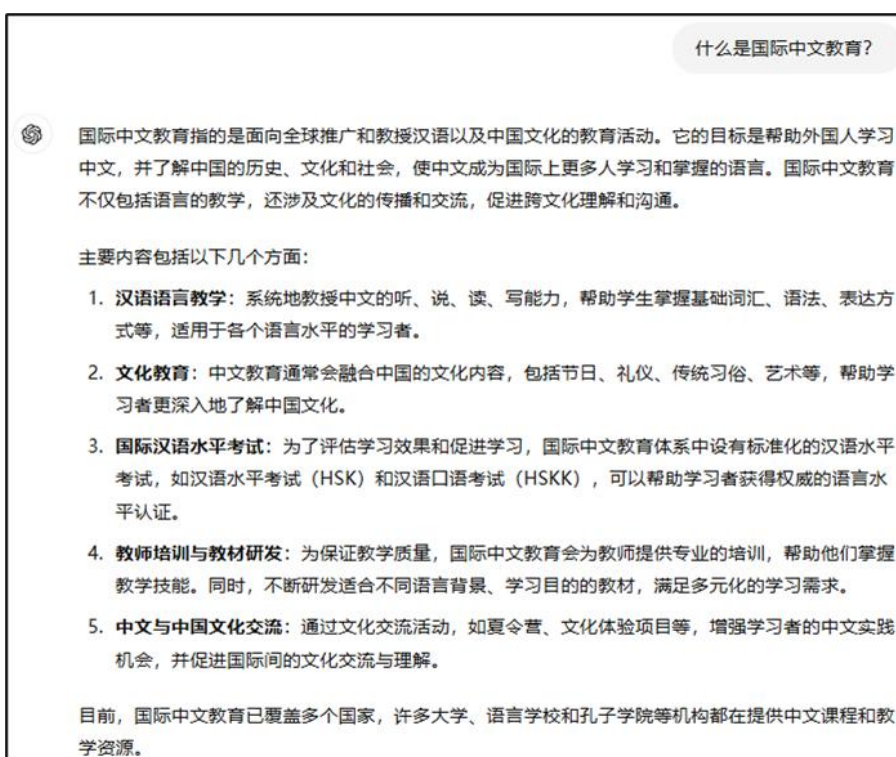 什么是国际中文教育?
国际中文教育指的是面向全球推广和教授汉语以及中国文化的教育活动。它的目标是帮助外国人学习
中文，并了解中国的历史、文化和社会，使中文成为国际上更多人学习和掌握的语言。国际中文教育
不仅包括语言的教学，还涉及文化的传播和交流，促进跨文化理解和沟通。
主要内容包括以下几个方面：
1. 汉语语言教学：系统地教授中文的听、说、读、写能力，帮助学生掌握基础词汇、语法、表达方
式等，适用于各个语言水平的学习者。
2. 文化教育：中文教育通常会融合中国的文化内容，包括节日、礼仪、传统习俗、艺术等，帮助学
习者更深入地了解中国文化。
3. 国际汉语水平考试：为了评估学习效果和促进学习，国际中文教育体系中设有标准化的汉语水平
考试，如汉语水平考试（HSK）和汉语口语考试（HSKK），可以帮助学习者获得权威的语言水
平认证。
4. 教师培训与教材研发：为保证教学质量，国际中文教育会为教师提供专业的培训，帮助他们掌握
教学技能。同时，不断研发适合不同语言背景、学习目的的教材，满足多元化的学习需求。
5. 中文与中国文化交流：通过文化交流活动，如夏令营、文化体验项目等，增强学习者的中文实践
机会，并促进国际间的文化交流与理解。
目前，国际中文教育已覆盖多个国家，许多大学、语言学校和孔子学院等机构都在提供中文课程和教
学资源。